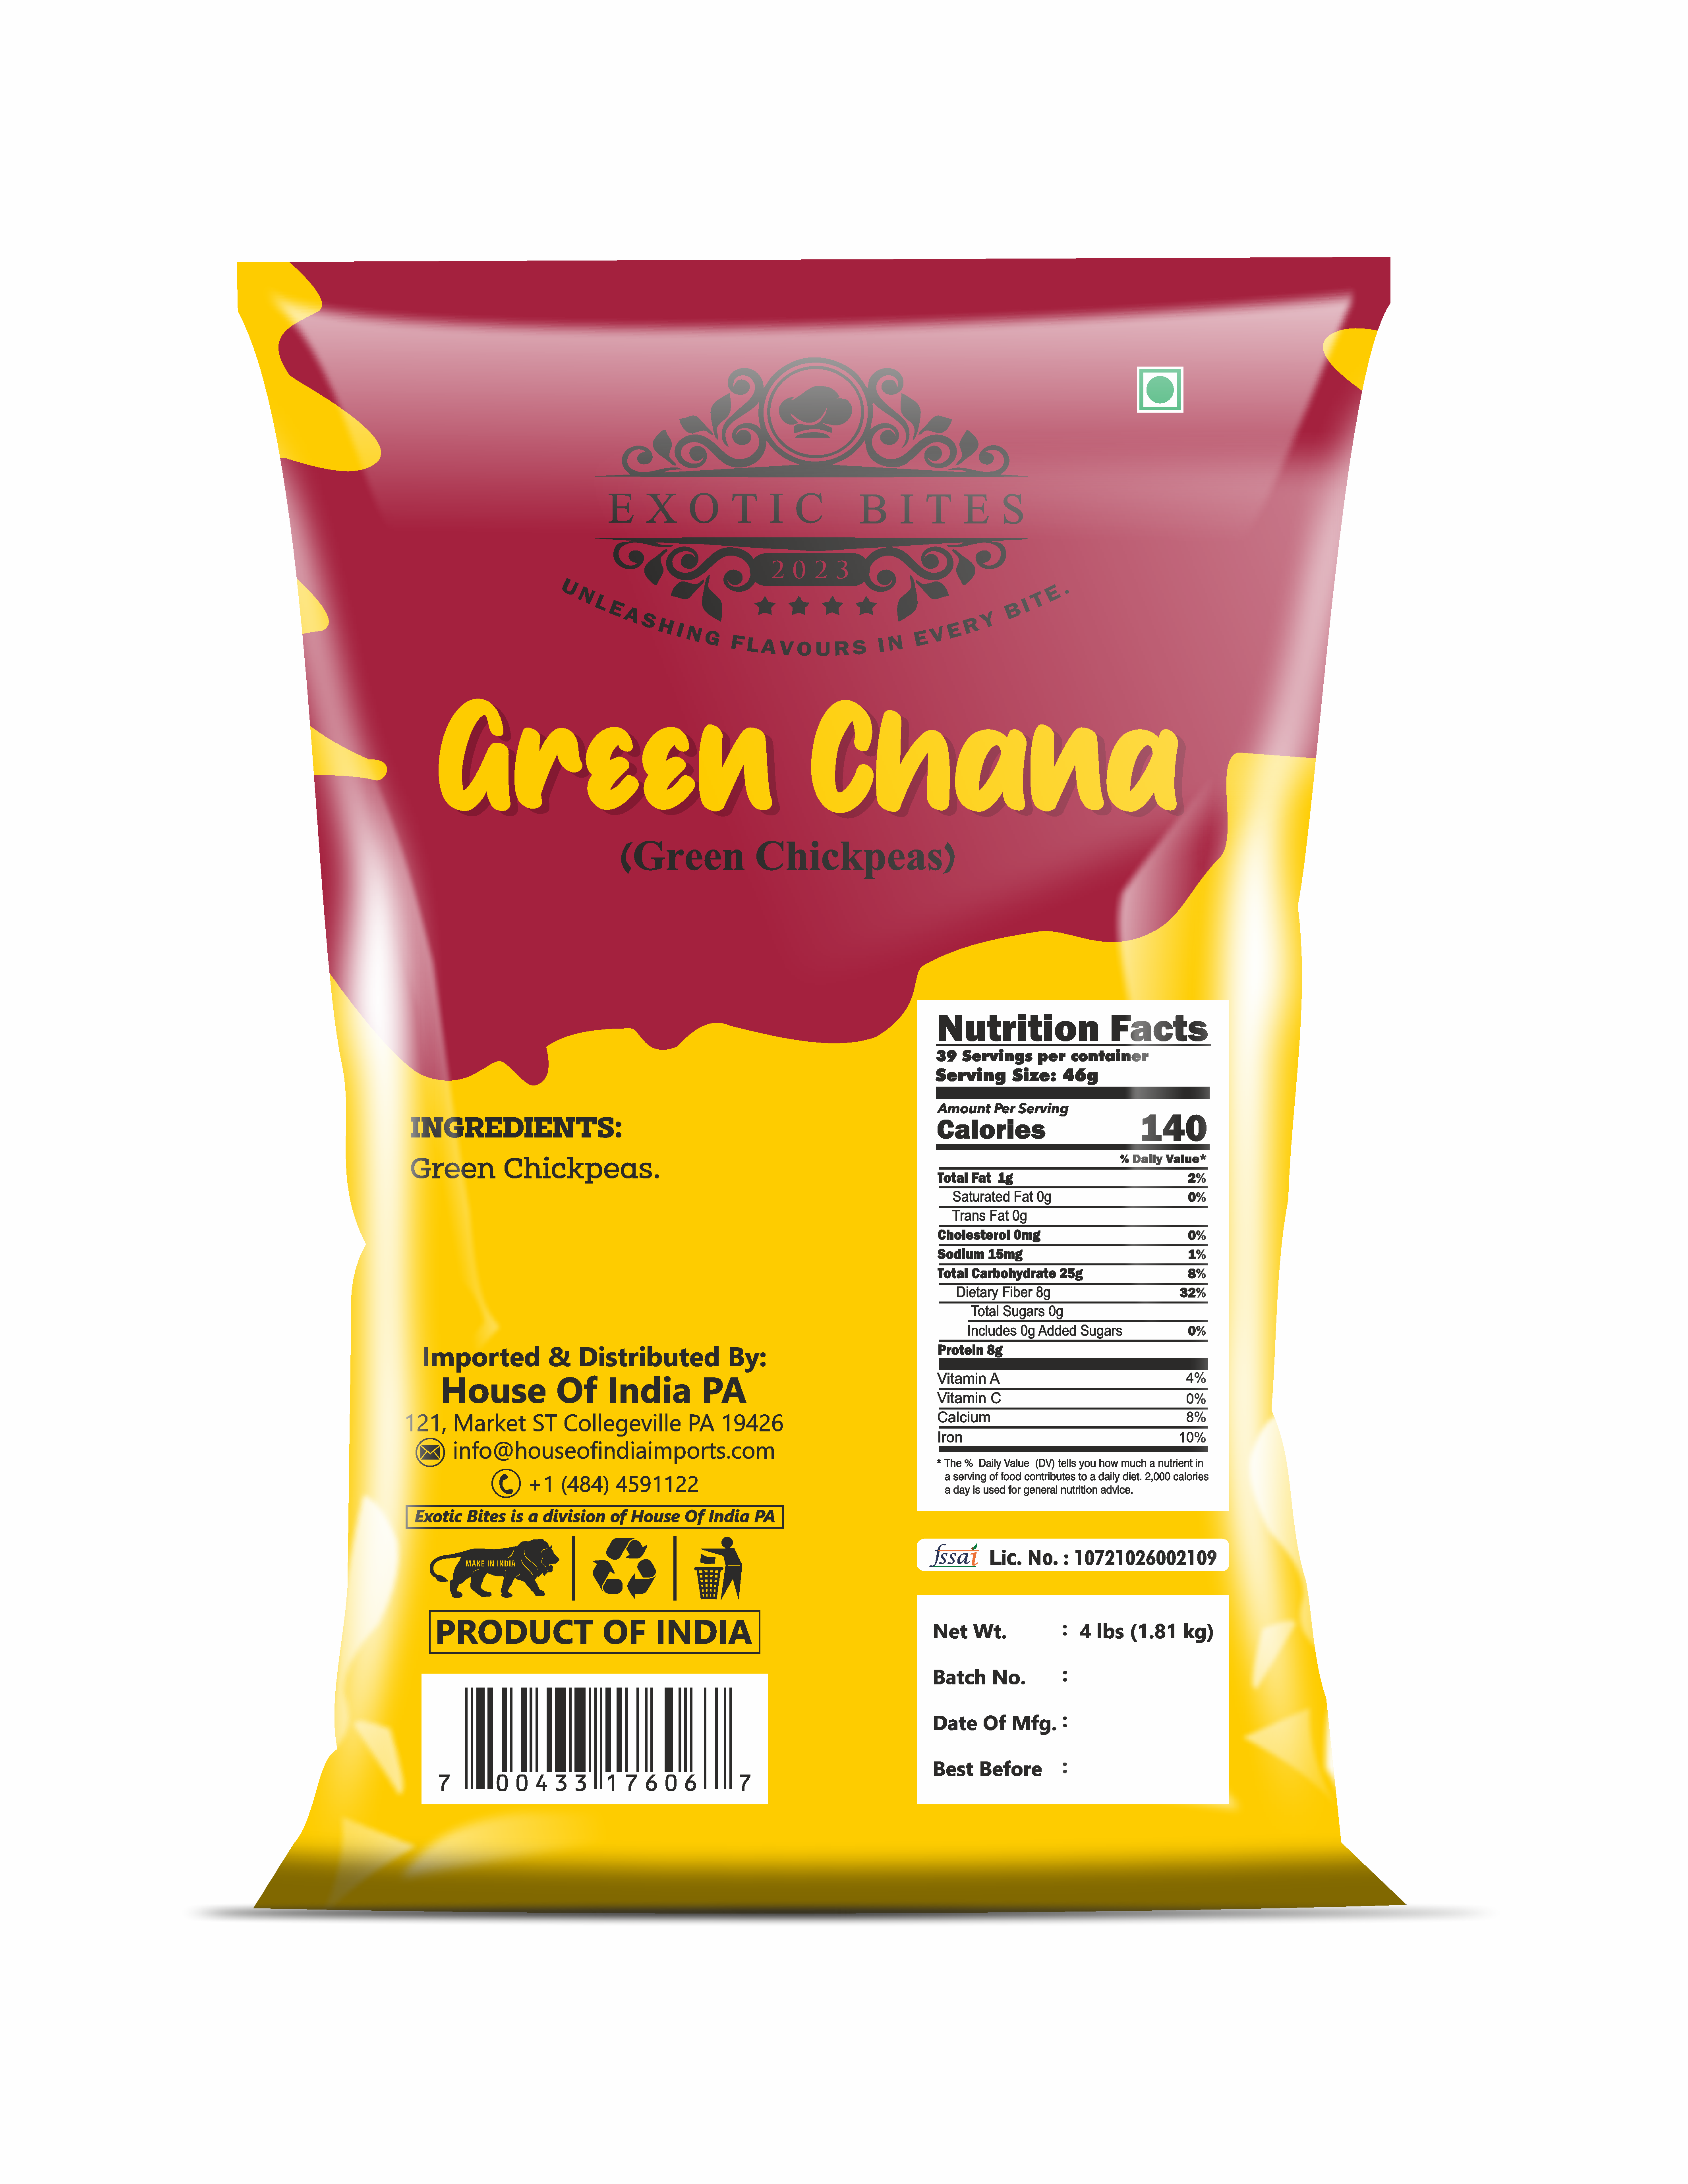 EXOTIC BITES
2023
UNLEASHING FLAVOURS IN EVERY BITE.
Green Chana
(Green Chickpeas)
INGREDIENTS:
Green Chickpeas.
Imported & Distributed By:
House Of India PA
121, Market ST Collegeville PA 19426
info@houseofindiaimports.com
+1 (484) 4591122
Exotic Bites is a division of House Of India PA
MAKE IN INDIA
PRODUCT OF INDIA
7 00433 17606 7
Nutrition Facts
39 Servings per container
Serving Size: 46g
Amount Per Serving
Calories 140
% Daily Value*
Total Fat 1g 2%
Saturated Fat 0g 0%
Trans Fat 0g
Cholesterol 0mg 0%
Sodium 15mg 1%
Total Carbohydrate 25g 8%
Dietary Fiber 8g 32%
Total Sugars 0g
Includes 0g Added Sugars 0%
Protein 8g
Vitamin A 4%
Vitamin C 0%
Calcium 8%
Iron 10%
* The % Daily Value (DV) tells you how much a nutrient in
a serving of food contributes to a daily diet. 2,000 calories
a day is used for general nutrition advice.
fssai Lic. No. : 10721026002109
Net Wt. : 4 lbs (1.81 kg)
Batch No. :
Date Of Mfg. :
Best Before :